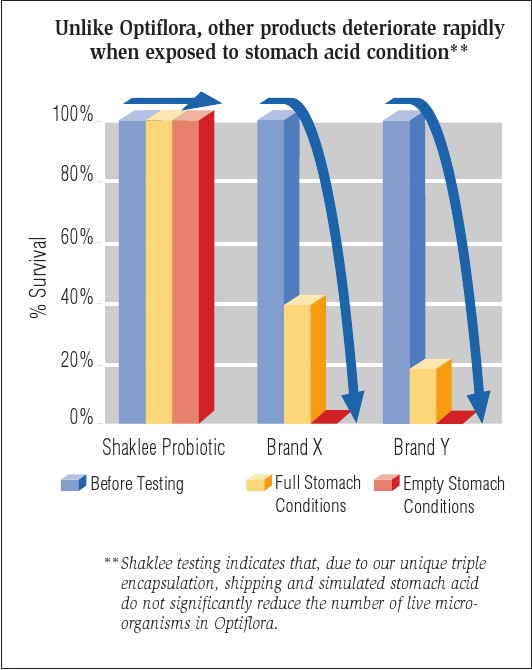 Unlike Optiflora, other products deteriorate rapidly
when exposed to stomach acid condition**
100%
80%
60%
40%
20%
0%
% Survival
Shaklee Probiotic
Brand X
Brand Y
Before Testing
Full Stomach
Conditions
Empty Stomach
Conditions
**Shaklee testing indicates that, due to our unique triple
encapsulation, shipping and simulated stomach acid
do not significantly reduce the number of live micro-
organisms in Optiflora.